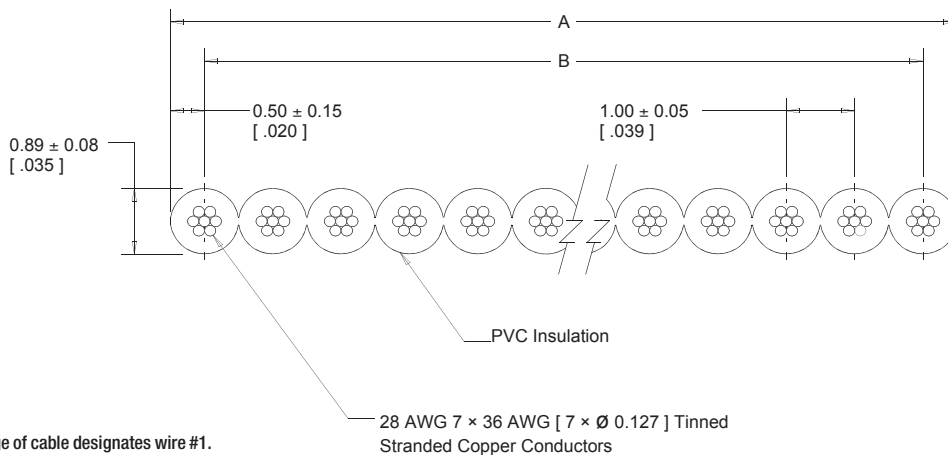 A
B
0.50 ± 0.15
[ .020 ]
1.00 ± 0.05
[ .039 ]
0.89 ± 0.08
[ .035 ]
PVC Insulation
28 AWG 7 × 36 AWG [ 7 × Ø 0.127 ] Tinned
Stranded Copper Conductors
of cable designates wire #1.